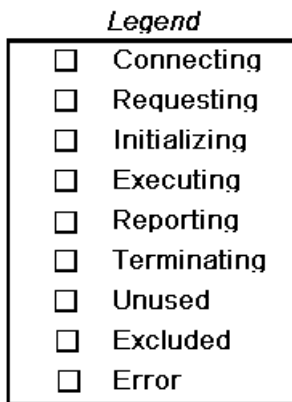 Legend
Connecting
Requesting
Initializing
Executing
Reporting
Terminating
Unused
Excluded
Error